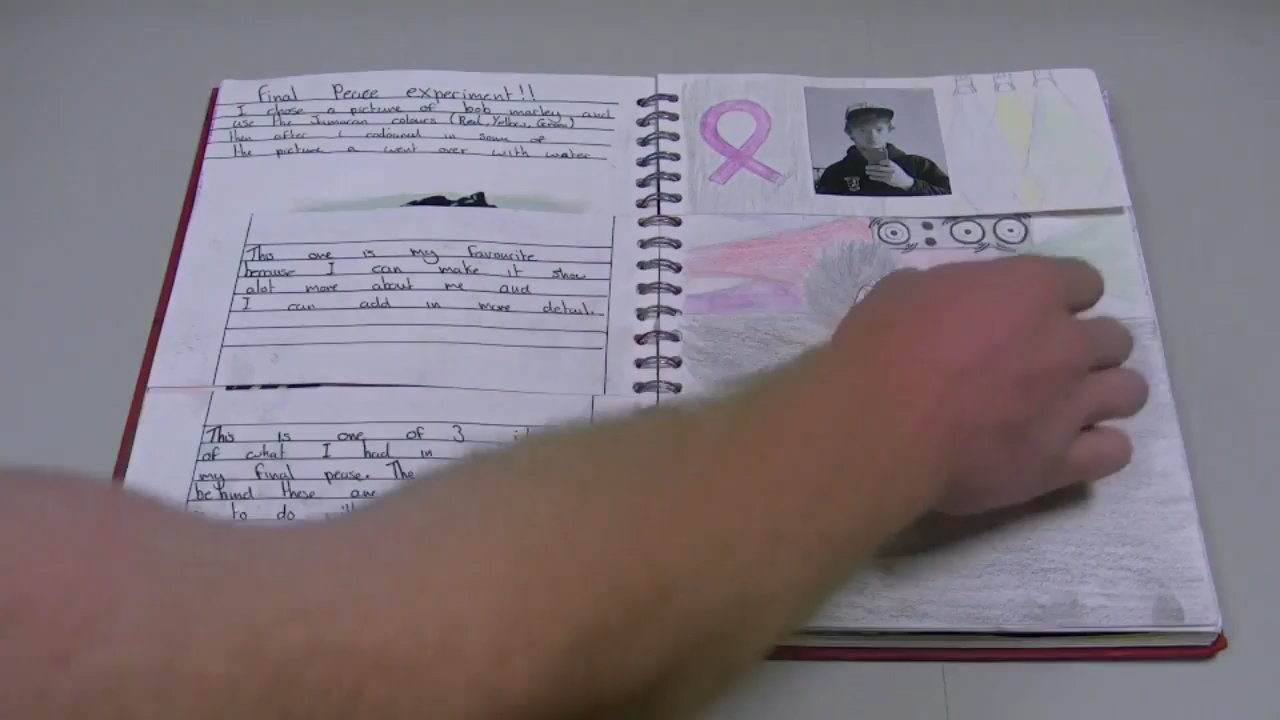 Final Peace experiment!!
I chose a picture of bob marley and
use the Jamacan colours (Red, Yellow, Green)
then after I coloured in some of
the picture a went over with water
This one is my favourite
because I can make it show
alot more about me and
I can add in more detail.
This is one of 3
of what I had in
my final pease. The
behind these are
to do